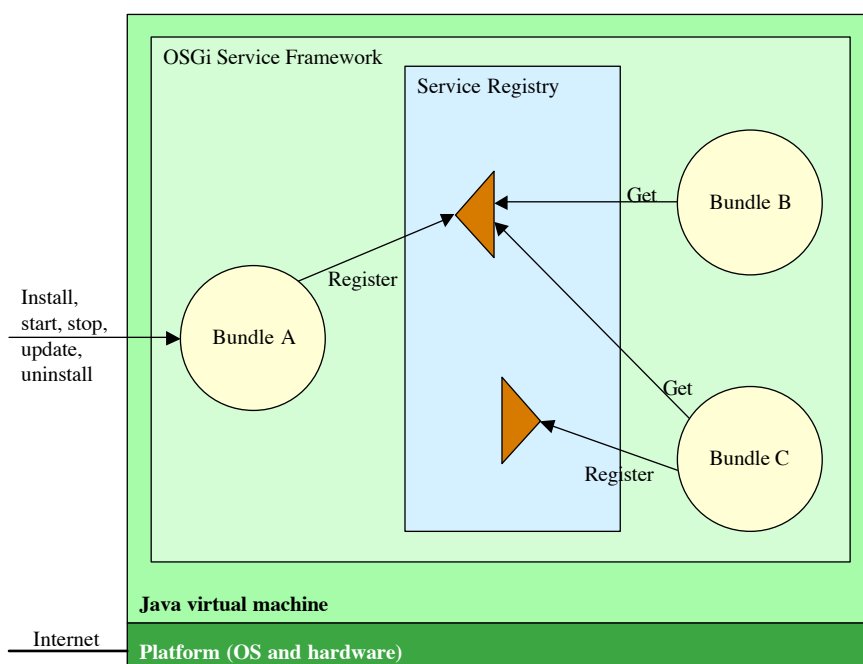 OSGi Service Framework
Service Registry
Get
Bundle B
Register
Install,
start, stop,
update,
uninstall
Bundle A
Get
Bundle C
Register
Java virtual machine
Internet
Platform (OS and hardware)